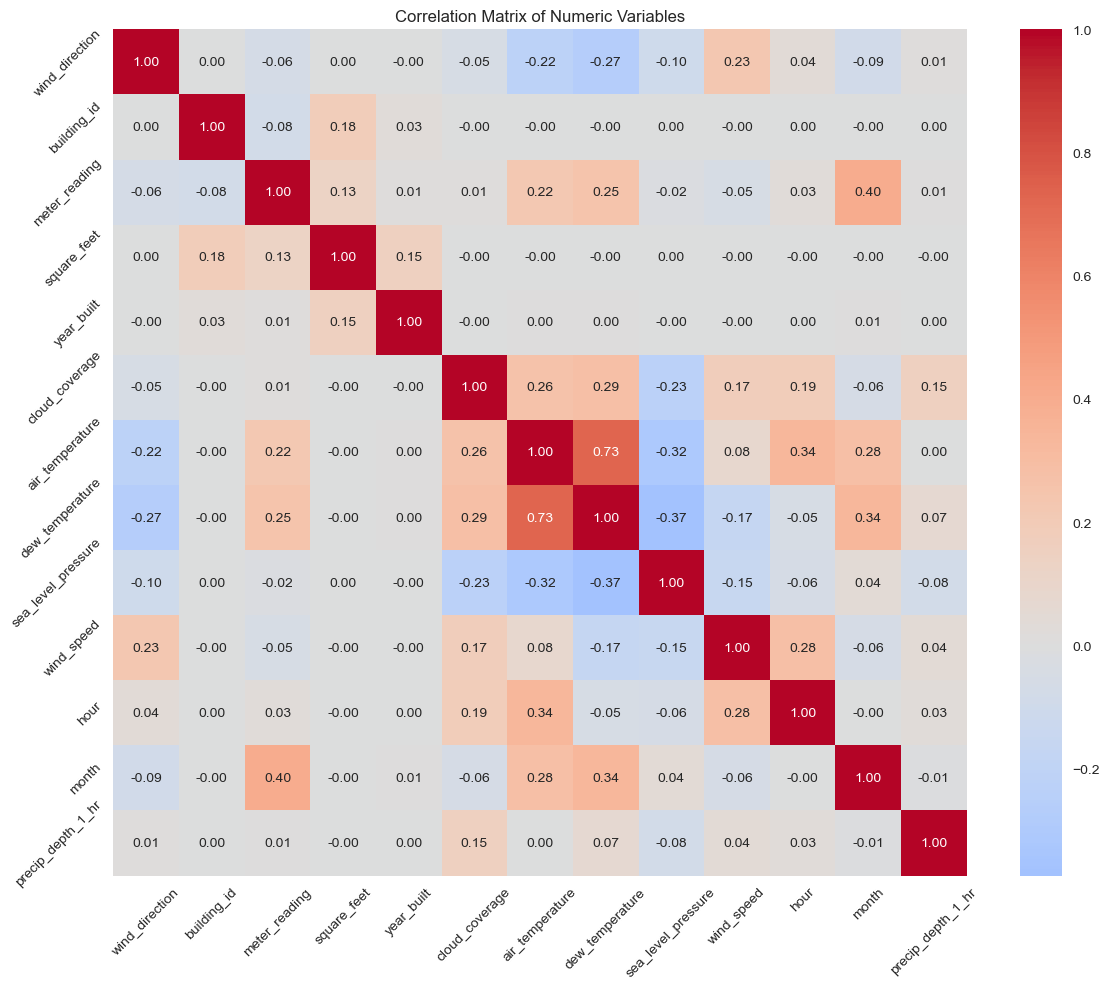 Correlation Matrix of Numeric Variables
wind_direction 1.00 0.00 -0.06 0.00 -0.00 -0.05 -0.22 -0.27 -0.10 0.23 0.04 -0.09 0.01
building_id 0.00 1.00 -0.08 0.18 0.03 -0.00 -0.00 -0.00 0.00 -0.00 0.00 -0.00 0.00
meter_reading -0.06 -0.08 1.00 0.13 0.01 0.01 0.22 0.25 -0.02 -0.05 0.03 0.40 0.01
square_feet 0.00 0.18 0.13 1.00 0.15 -0.00 -0.00 -0.00 0.00 -0.00 -0.00 -0.00 -0.00
year_built -0.00 0.03 0.01 0.15 1.00 -0.00 0.00 0.00 -0.00 -0.00 0.00 0.01 0.00
cloud_coverage -0.05 -0.00 0.01 -0.00 -0.00 1.00 0.26 0.29 -0.23 0.17 0.19 -0.06 0.15
air_temperature -0.22 -0.00 0.22 -0.00 0.00 0.26 1.00 0.73 -0.32 0.08 0.34 0.28 0.00
dew_temperature -0.27 -0.00 0.25 -0.00 0.00 0.29 0.73 1.00 -0.37 -0.17 -0.05 0.34 0.07
sea_level_pressure -0.10 0.00 -0.02 0.00 -0.00 -0.23 -0.32 -0.37 1.00 -0.15 -0.06 0.04 -0.08
wind_speed 0.23 -0.00 -0.05 -0.00 -0.00 0.17 0.08 -0.17 -0.15 1.00 0.28 -0.06 0.04
hour 0.04 0.00 0.03 -0.00 0.00 0.19 0.34 -0.05 -0.06 0.28 1.00 -0.00 0.03
month -0.09 -0.00 0.40 -0.00 0.01 -0.06 0.28 0.34 0.04 -0.06 -0.00 1.00 -0.01
precip_depth_1_hr 0.01 0.00 0.01 -0.00 0.00 0.15 0.00 0.07 -0.08 0.04 0.03 -0.01 1.00
wind_direction building_id meter_reading square_feet year_built cloud_coverage air_temperature dew_temperature sea_level_pressure wind_speed hour month precip_depth_1_hr
1.0
0.8
0.6
0.4
0.2
0.0
−0.2